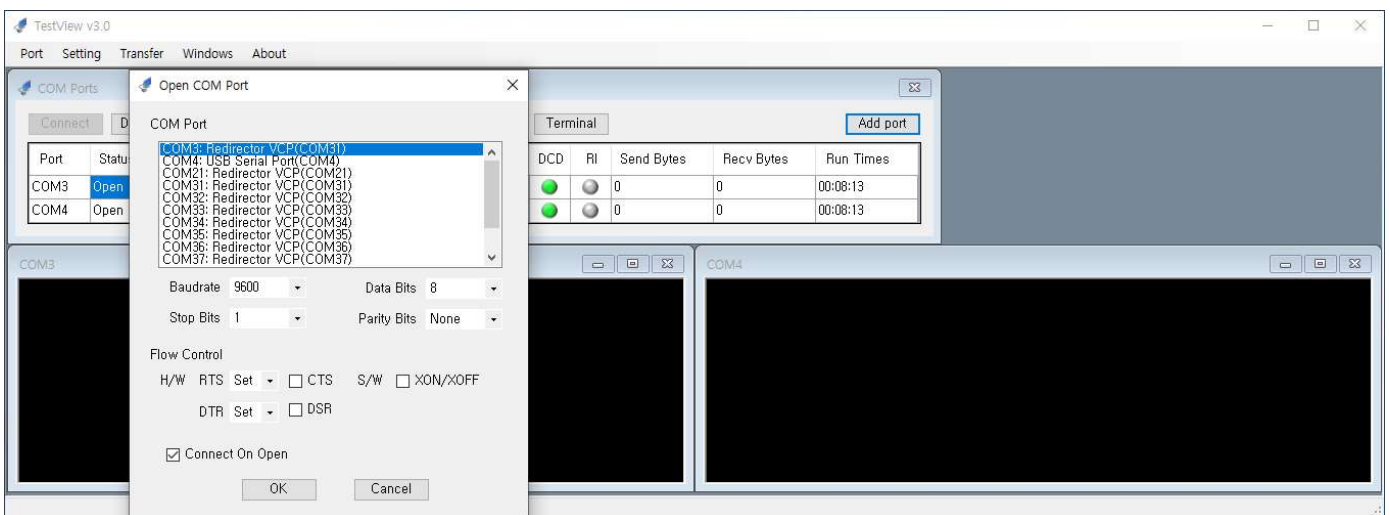 TestView v3.0
Port Setting Transfer Windows About
COM Ports
Open COM Port
Connect D
COM Port
Terminal
Add port
COM3: Redirector VCP(COM31)
COM4: USB Serial Port(COM4)
COM21: Redirector VCP(COM21)
COM31: Redirector VCP(COM31)
COM32: Redirector VCP(COM32)
COM33: Redirector VCP(COM33)
COM34: Redirector VCP(COM34)
COM35: Redirector VCP(COM35)
COM36: Redirector VCP(COM36)
COM37: Redirector VCP(COM37)
Port Statu DCD RI Send Bytes Recv Bytes Run Times
COM3 Open 0 0 00:08:13
COM4 Open 0 0 00:08:13
COM3
COM4
Baudrate 9600 Data Bits 8
Stop Bits 1 Parity Bits None
Flow Control
H/W RTS Set CTS S/W XON/XOFF
DTR Set DSR
Connect On Open
OK Cancel